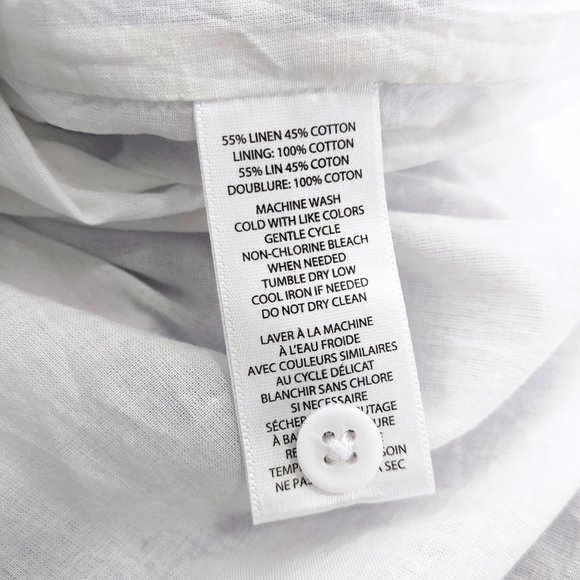 55% LINEN 45% COTTON
LINING: 100% COTTON
55% LIN 45% COTON
DOUBLURE: 100% COTON
MACHINE WASH
COLD WITH LIKE COLORS
GENTLE CYCLE
NON-CHLORINE BLEACH
WHEN NEEDED
TUMBLE DRY LOW
COOL IRON IF NEEDED
DO NOT DRY CLEAN
LAVER À LA MACHINE
À L'EAU FROIDE
AVEC COULEURS SIMILAIRES
AU CYCLE DÉLICAT
BLANCHIR SANS CHLORE
SI NECESSAIRE
À
SOIN
NE A SEC